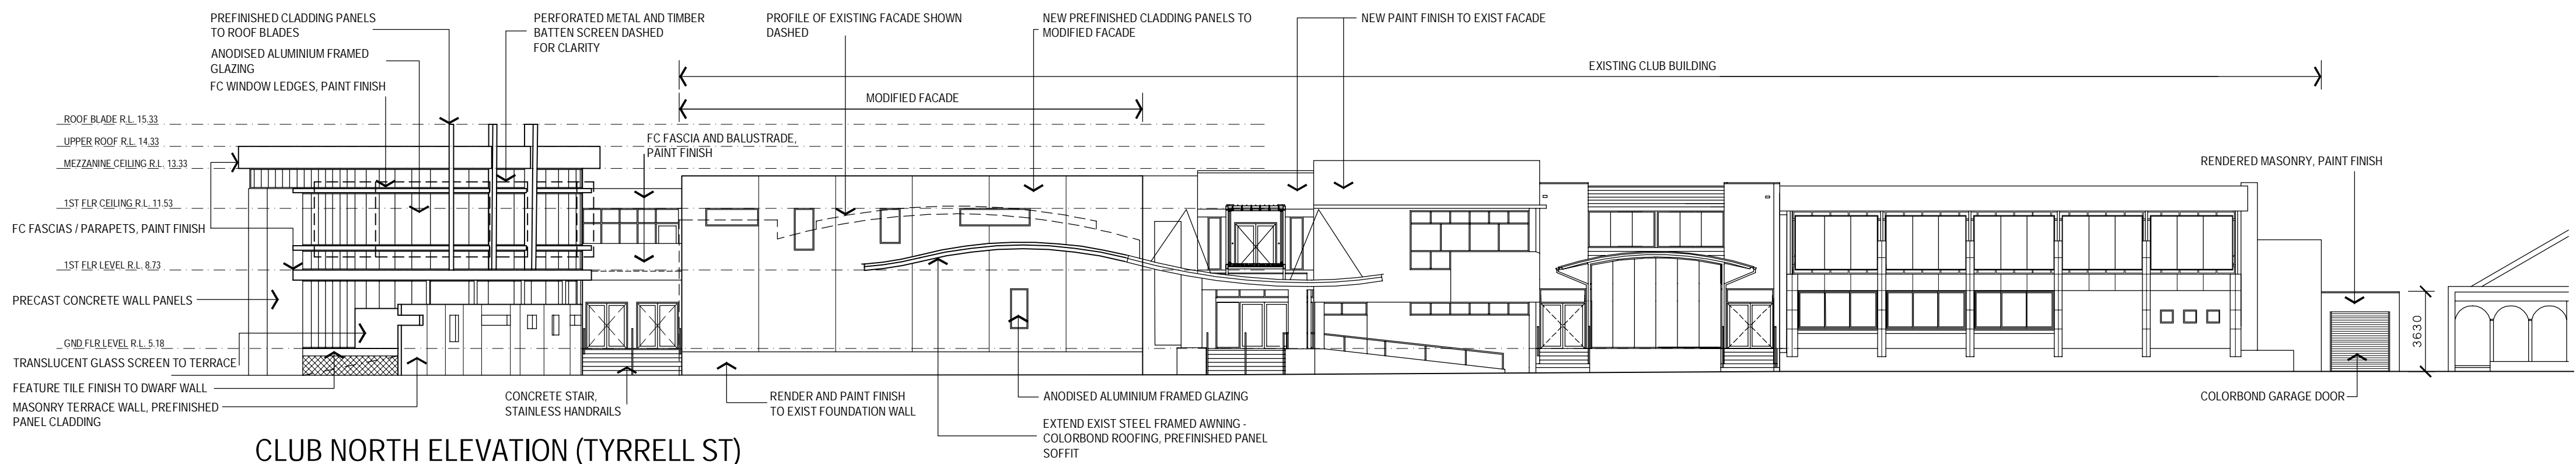 PREFINISHED CLADDING PANELS
TO ROOF BLADES
ANODISED ALUMINIUM FRAMED
GLAZING
FC WINDOW LEDGES, PAINT FINISH
PERFORATED METAL AND TIMBER
BATTEN SCREEN DASHED
FOR CLARITY
PROFILE OF EXISTING FACADE SHOWN
DASHED
NEW PREFINISHED CLADDING PANELS TO
MODIFIED FACADE
NEW PAINT FINISH TO EXIST FACADE
EXISTING CLUB BUILDING
MODIFIED FACADE
ROOF BLADE R.L. 15.33
UPPER ROOF R.L. 14.33
MEZZANINE CEILING R.L. 13.33
FC FASCIA AND BALUSTRADE,
PAINT FINISH
RENDERED MASONRY, PAINT FINISH
1ST FLR CEILING R.L. 11.53
FC FASCIAS / PARAPETS, PAINT FINISH
1ST FLR LEVEL R.L. 8.73
PRECAST CONCRETE WALL PANELS
GND FLR LEVEL R.L. 5.18
3630
TRANSLUCENT GLASS SCREEN TO TERRACE
FEATURE TILE FINISH TO DWARF WALL
MASONRY TERRACE WALL, PREFINISHED
PANEL CLADDING
CONCRETE STAIR,
STAINLESS HANDRAILS
RENDER AND PAINT FINISH
TO EXIST FOUNDATION WALL
ANODISED ALUMINIUM FRAMED GLAZING
EXTEND EXIST STEEL FRAMED AWNING -
COLORBOND ROOFING, PREFINISHED PANEL
SOFFIT
COLORBOND GARAGE DOOR
CLUB NORTH ELEVATION (TYRRELL ST)